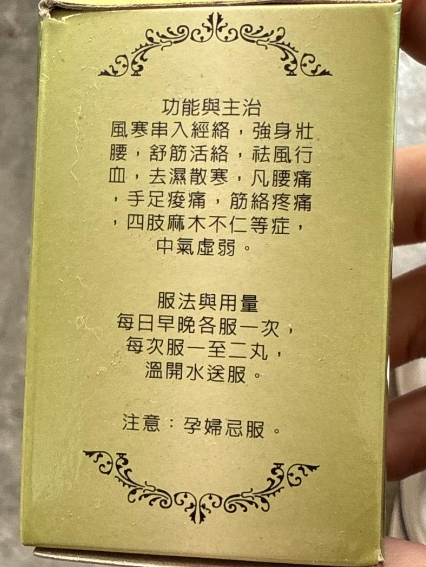 功能與主治
風寒串入經絡，強身壯
腰，舒筋活絡，祛風行
血，去濕散寒，凡腰痛
，手足痠痛，筋絡疼痛
，四肢麻木不仁等症，
中氣虛弱。
服法與用量
每日早晚各服一次，
每次服一至二丸，
溫開水送服。
注意：孕婦忌服。